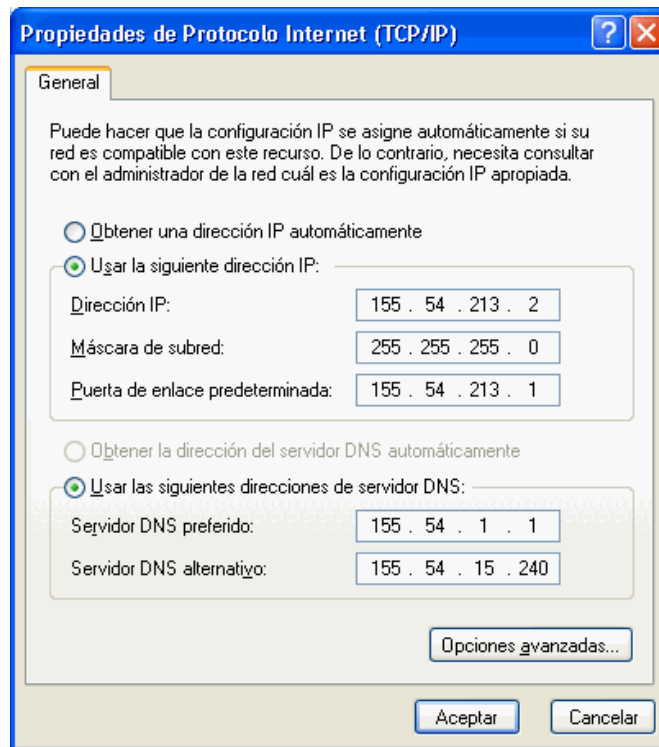 Propiedades de Protocolo Internet (TCP/IP)
General
Puede hacer que la configuración IP se asigne automáticamente si su
red es compatible con este recurso. De lo contrario, necesita consultar
con el administrador de la red cuál es la configuración IP apropiada.
Obtener una dirección IP automáticamente
Usar la siguiente dirección IP:
Dirección IP: 155 . 54 . 213 . 2
Máscara de subred: 255 . 255 . 255 . 0
Puerta de enlace predeterminada: 155 . 54 . 213 . 1
Obtener la dirección del servidor DNS automáticamente
Usar las siguientes direcciones de servidor DNS:
Servidor DNS preferido: 155 . 54 . 1 . 1
Servidor DNS alternativo: 155 . 54 . 15 . 240
Opciones avanzadas...
Aceptar Cancelar